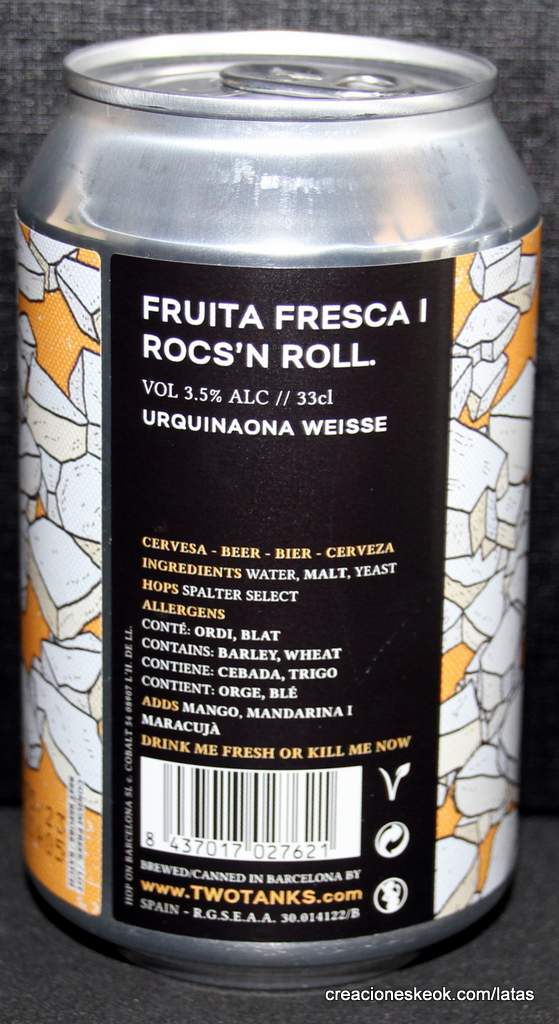 FRUITA FRESCA I
ROCS'N ROLL.
VOL 3.5% ALC // 33cl
URQUINAONA WEISSE
CERVESA - BEER - BIER - CERVEZA
INGREDIENTS WATER, MALT, YEAST
HOPS SPALTER SELECT
ALLERGENS
CONTÉ: ORDI, BLAT
CONTAINS: BARLEY, WHEAT
CONTIENE: CEBADA, TRIGO
CONTIENT: ORGE, BLÉ
ADDS MANGO, MANDARINA I
MARACUJÀ
DRINK ME FRESH OR KILL ME NOW
8 437017 027621
BREWED/CANNED IN BARCELONA BY
www.TWOTANKS.com
SPAIN - R.G.S.E.A.A. 30.014122/B
HOP ON BARCELONA SL c. COBALT 54 08907 L'H. DE LL.
creacioneskeok.com/latas